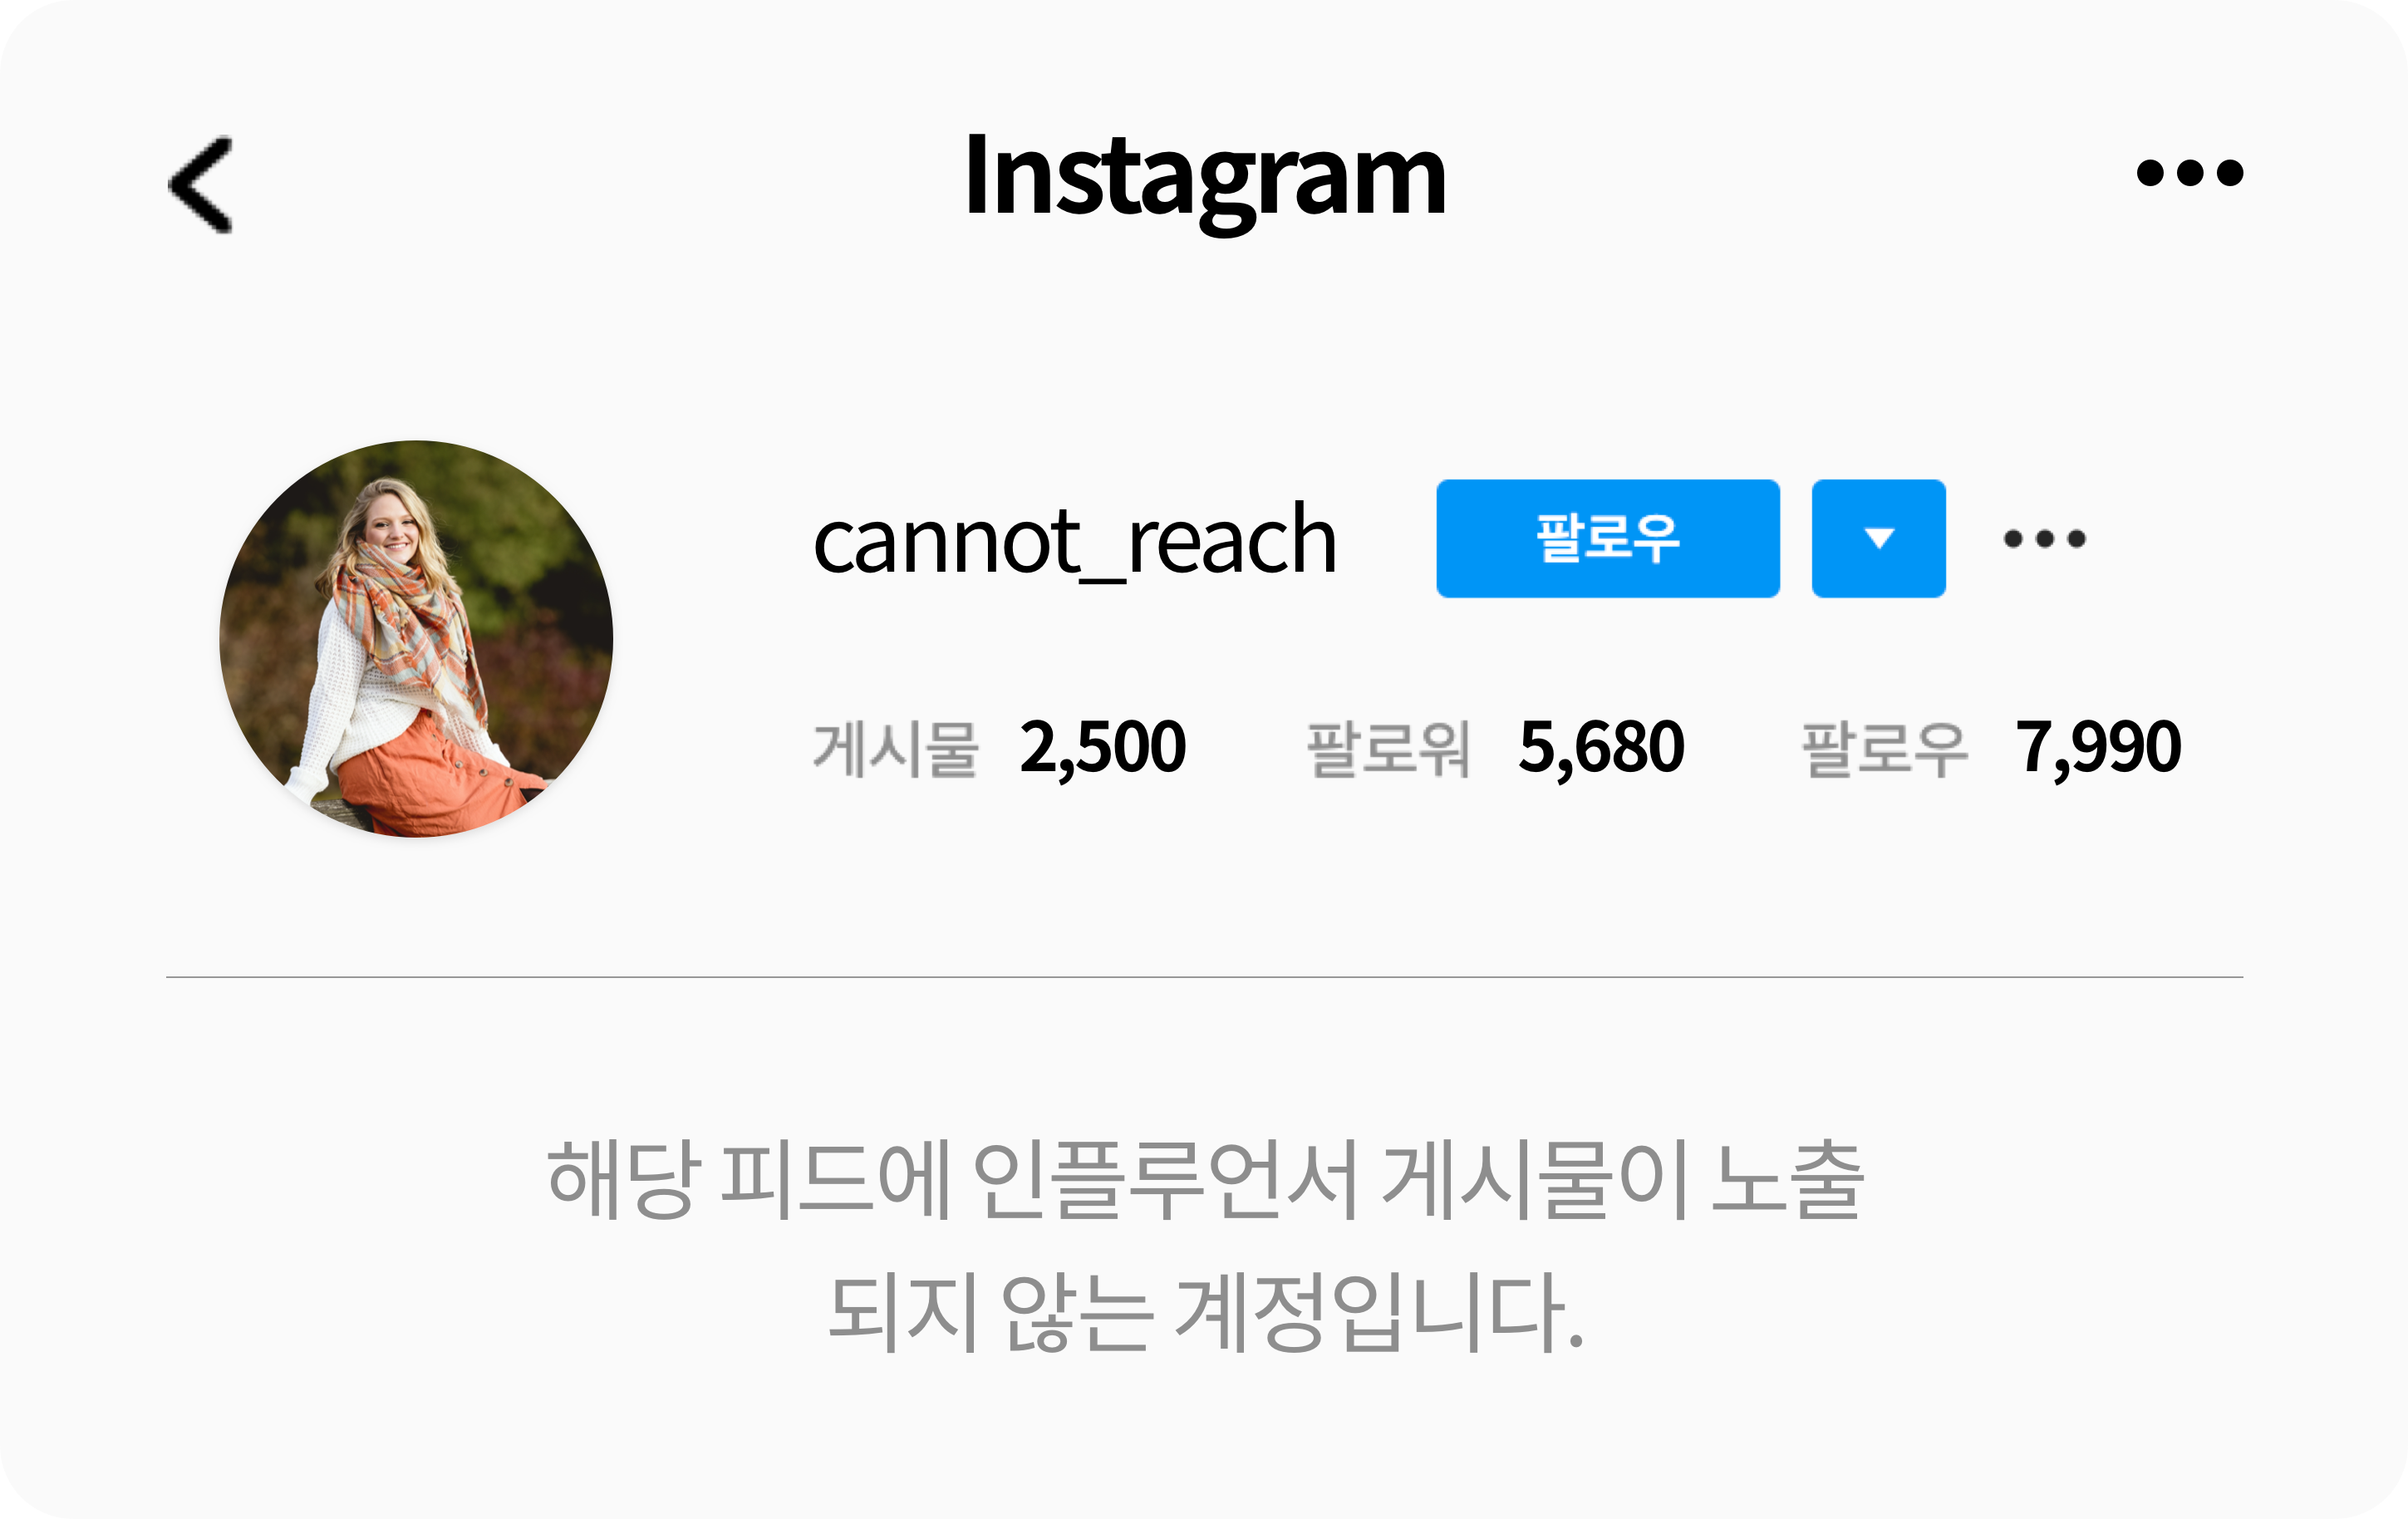 Instagram
cannot_reach 팔로우
게시물 2,500 팔로워 5,680 팔로우 7,990
해당 피드에 인플루언서 게시물이 노출
되지 않는 계정입니다.